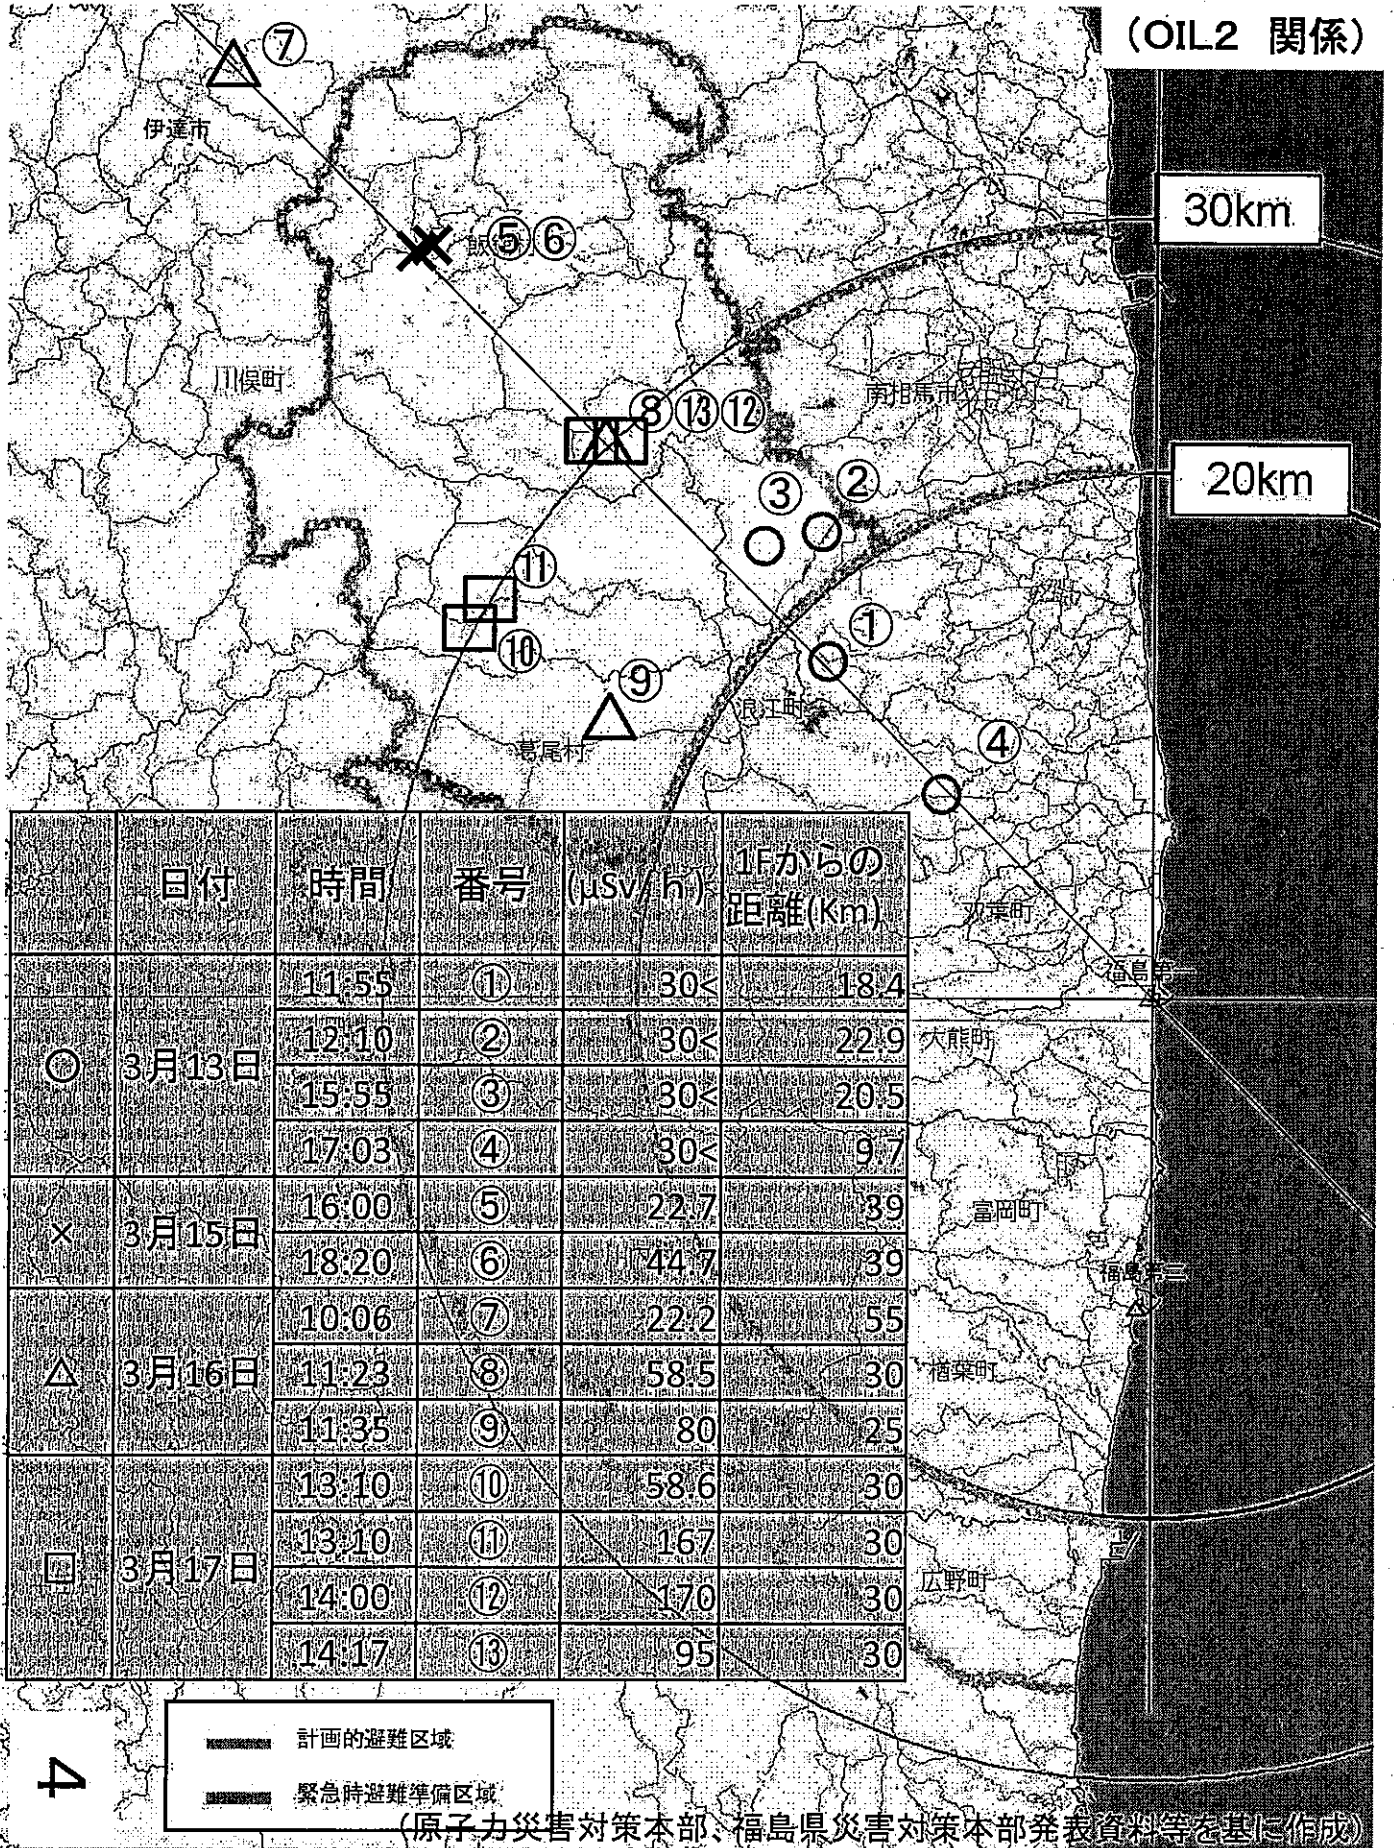 (OIL2 関係)
⑦
伊達市
30km
⑤⑥
川俣町
南相馬市
⑧⑬⑫
20km
③
②
⑪
⑩
①
⑨
浪江町
葛尾村
④
日付 時間 番号 (μSv/h) 1Fからの距離(Km)
○ 3月13日 11:55 ① 30< 18.4
12:10 ② 30< 22.9
15:55 ③ 30< 20.5
17:03 ④ 30< 9.7
× 3月15日 16:00 ⑤ 22.7 39
18:20 ⑥ 44.7 39
△ 3月16日 10:06 ⑦ 22.2 55
11:23 ⑧ 58.5 30
11:35 ⑨ 80 25
□ 3月17日 13:10 ⑩ 58.6 30
13:10 ⑪ 167 30
14:00 ⑫ 170 30
14:17 ⑬ 95 30
双葉町
福島第一
大熊町
富岡町
福島第二
楢葉町
広野町
計画的避難区域
緊急時避難準備区域
4
(原子力災害対策本部、福島県災害対策本部発表資料等を基に作成)